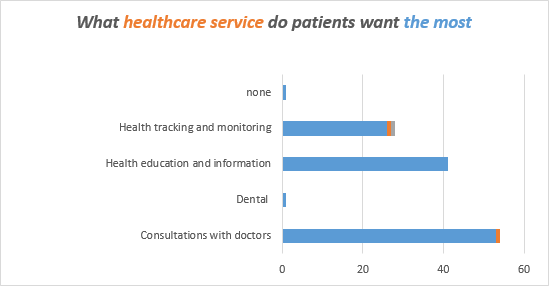 What healthcare service do patients want the most
none
Health tracking and monitoring
Health education and information
Dental
Consultations with doctors
0 20 40 60